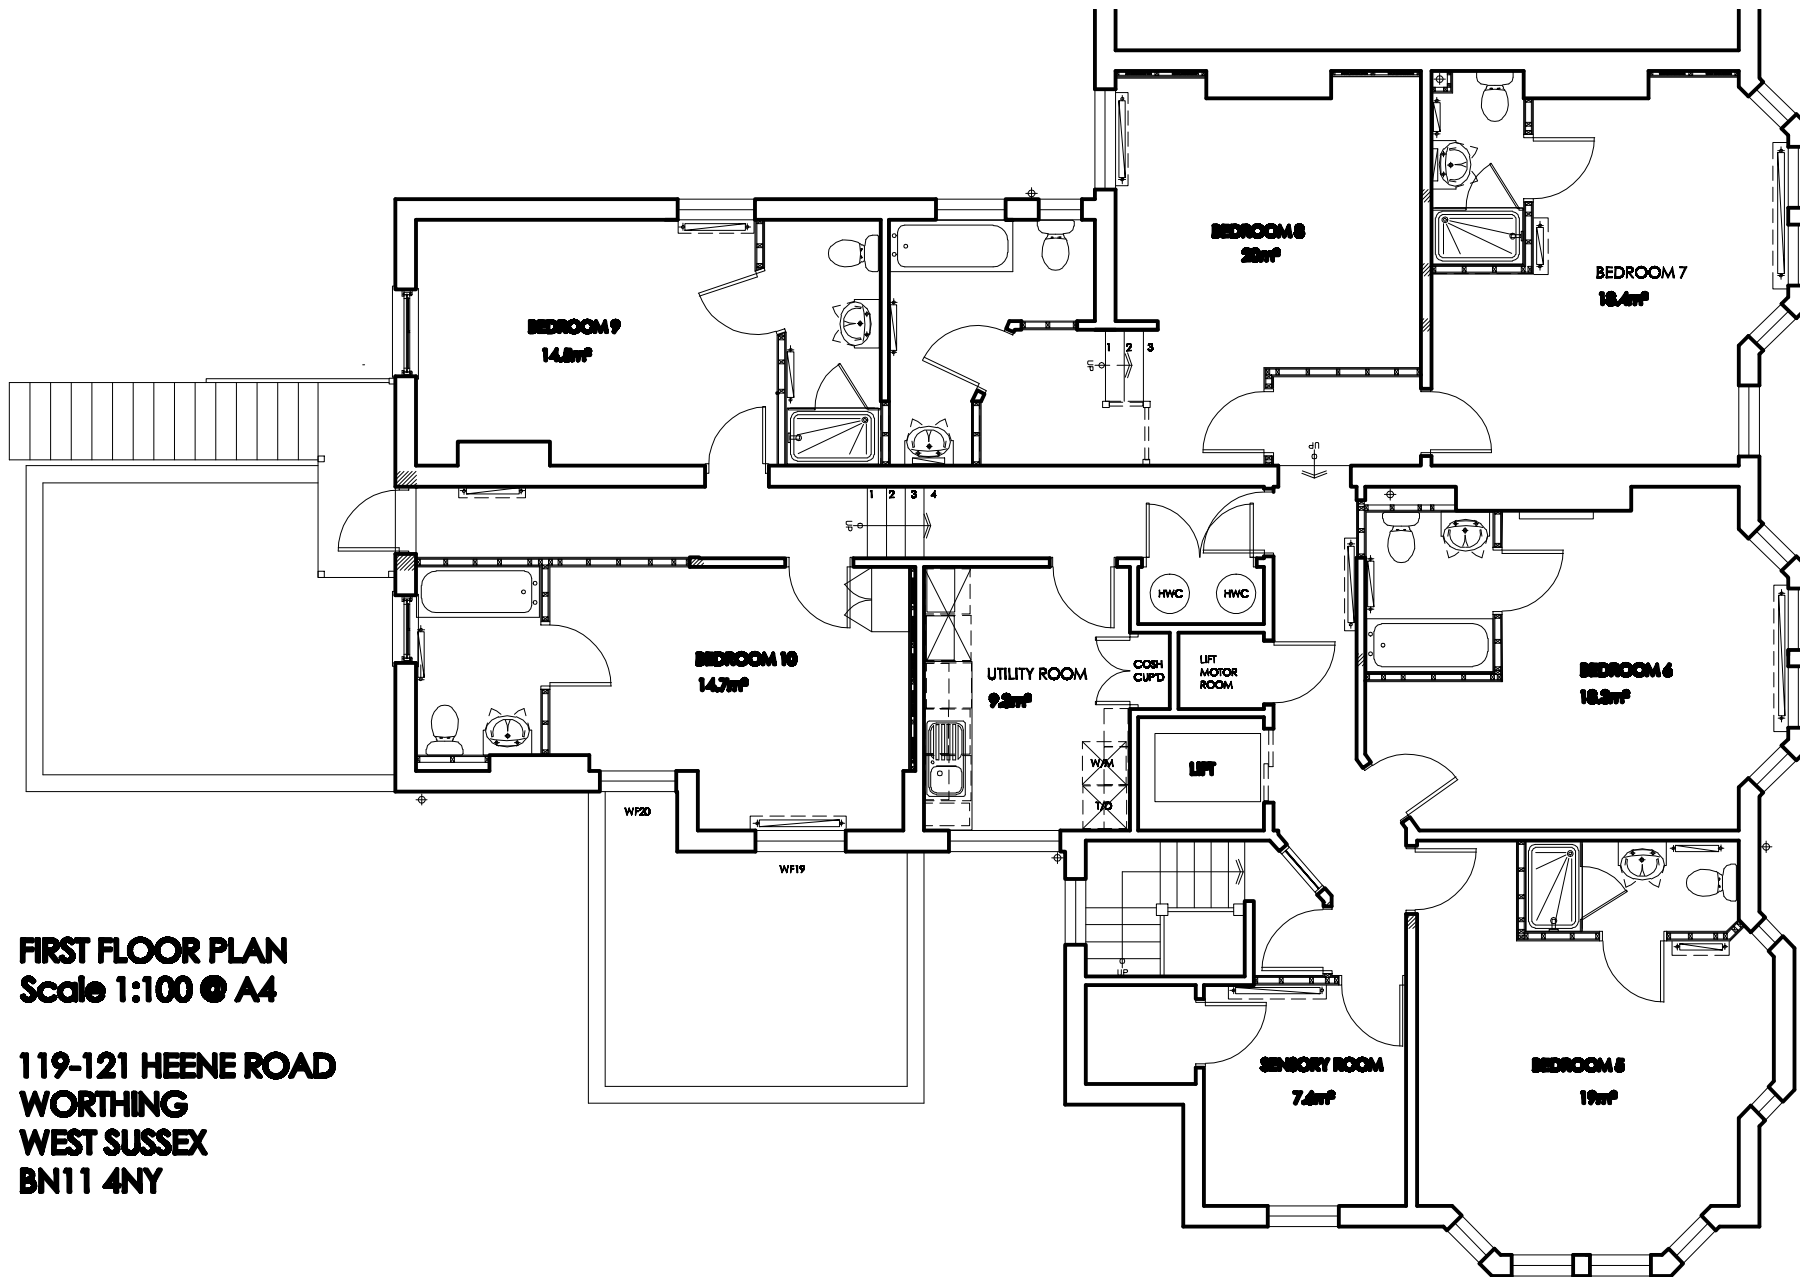 BEDROOM 8
20m²
BEDROOM 7
18.4m²
BEDROOM 9
14.8m²
1 2 3
UP
UP
1 2 3 4
UP
HWC
HWC
BEDROOM 10
14.7m²
UTILITY ROOM
9.2m²
COSH
CUP'D
LIFT
MOTOR
ROOM
BEDROOM 6
18.2m²
LIFT
W/M
T/D
WF20
WF19
UP
FIRST FLOOR PLAN
Scale 1:100 @ A4
SENSORY ROOM
7.6m²
BEDROOM 5
19m²
119-121 HEENE ROAD
WORTHING
WEST SUSSEX
BN11 4NY